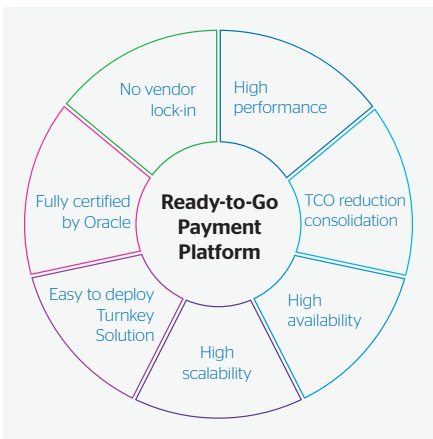 Ready-to-Go
Payment
Platform
High
performance
TCO reduction
consolidation
High
availability
High
scalability
Easy to deploy
Turnkey
Solution
Fully certified
by Oracle
No vendor
lock-in